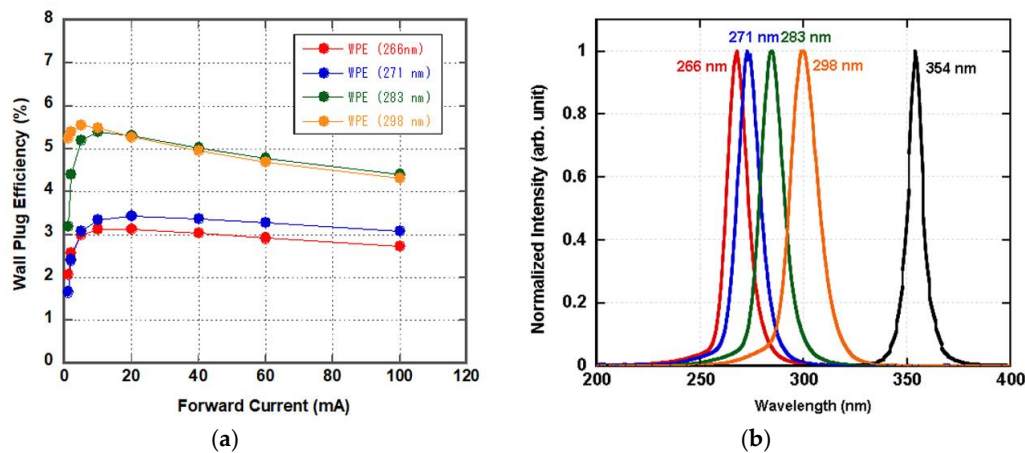 8
7
6
5
4
3
2
1
0
Wall Plug Efficiency (%)
WPE (266nm)
WPE (271 nm)
WPE (283 nm)
WPE (298 nm)
0 20 40 60 80 100 120
Forward Current (mA)
(a)
271 nm 283 nm
266 nm 298 nm 354 nm
1
0.8
0.6
0.4
0.2
0
Normalized Intensity (arb. unit)
200 250 300 350 400
Wavelength (nm)
(b)